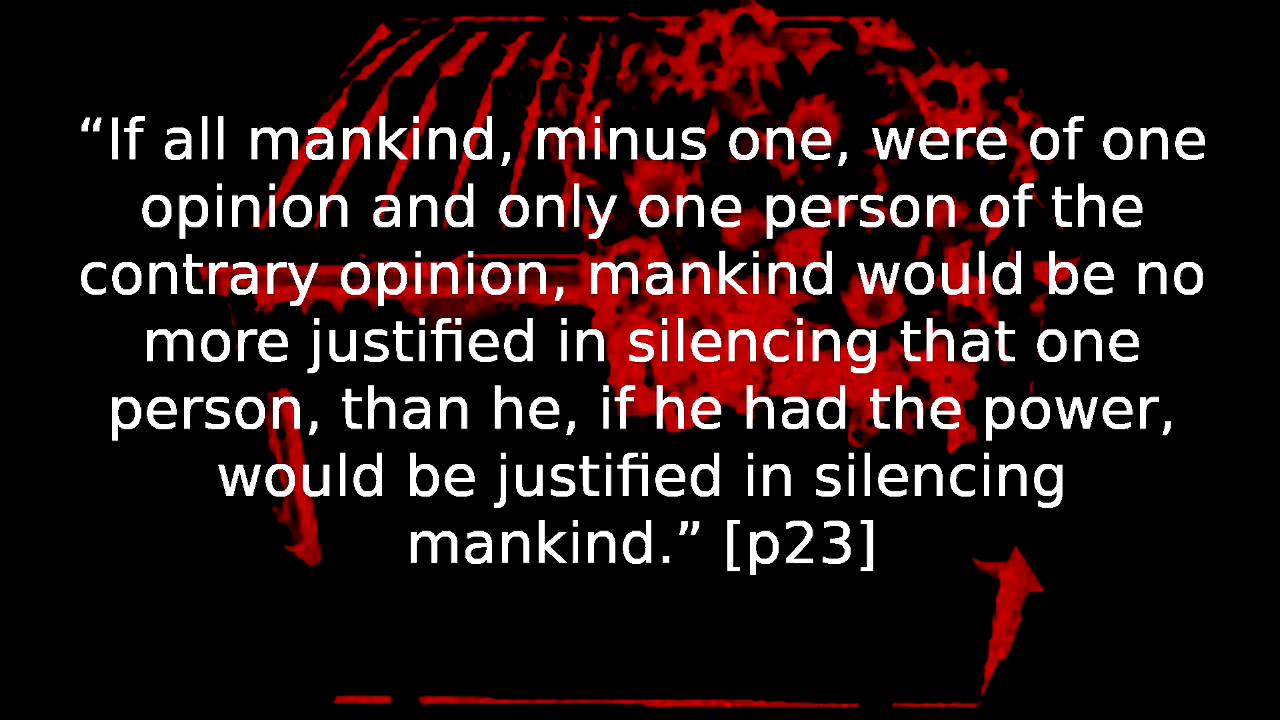 “If all mankind, minus one, were of one
opinion and only one person of the
contrary opinion, mankind would be no
more justified in silencing that one
person, than he, if he had the power,
would be justified in silencing
mankind.” [p23]